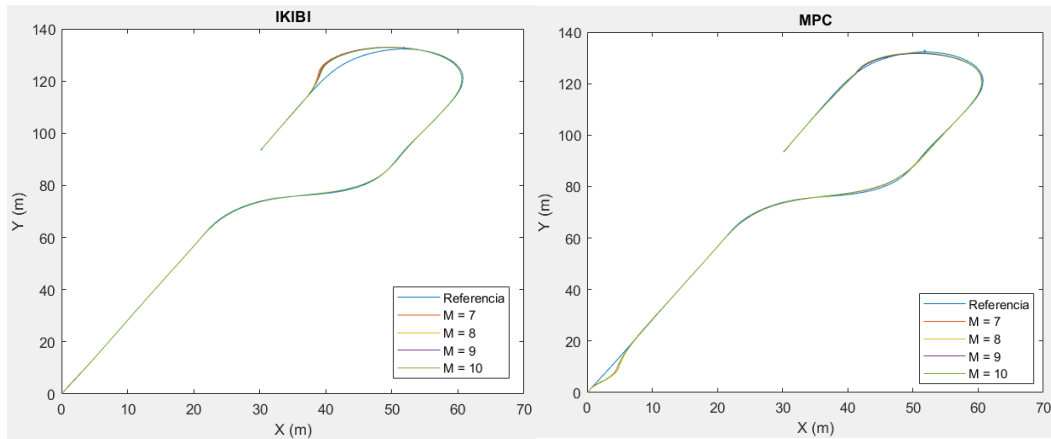 IKIBI
140
120
100
80
60
40
20
0
Y (m)
0 10 20 30 40 50 60 70
X (m)
Referencia
M = 7
M = 8
M = 9
M = 10
MPC
140
120
100
80
60
40
20
0
Y (m)
0 10 20 30 40 50 60 70
X (m)
Referencia
M = 7
M = 8
M = 9
M = 10